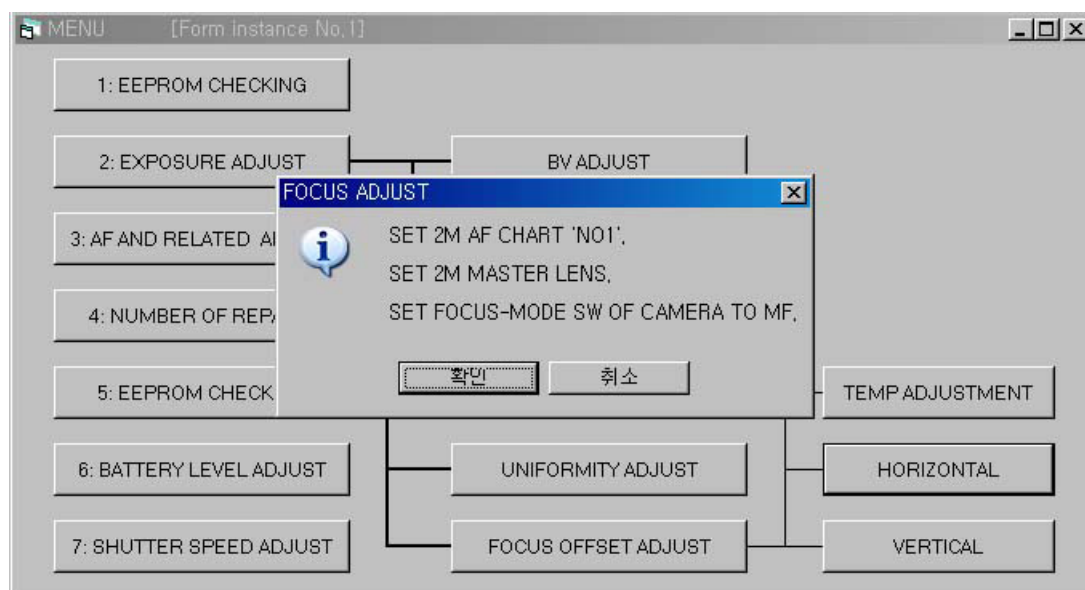 MENU [Form instance No,1]
1: EEPROM CHECKING
2: EXPOSURE ADJUST
BV ADJUST
FOCUS ADJUST
3: AF AND RELATED
SET 2M AF CHART 'NO1',
SET 2M MASTER LENS,
SET FOCUS-MODE SW OF CAMERA TO MF,
4: NUMBER OF
확인
취소
5: EEPROM CHECK
TEMP ADJUSTMENT
6: BATTERY LEVEL ADJUST
UNIFORMITY ADJUST
HORIZONTAL
7: SHUTTER SPEED ADJUST
FOCUS OFFSET ADJUST
VERTICAL